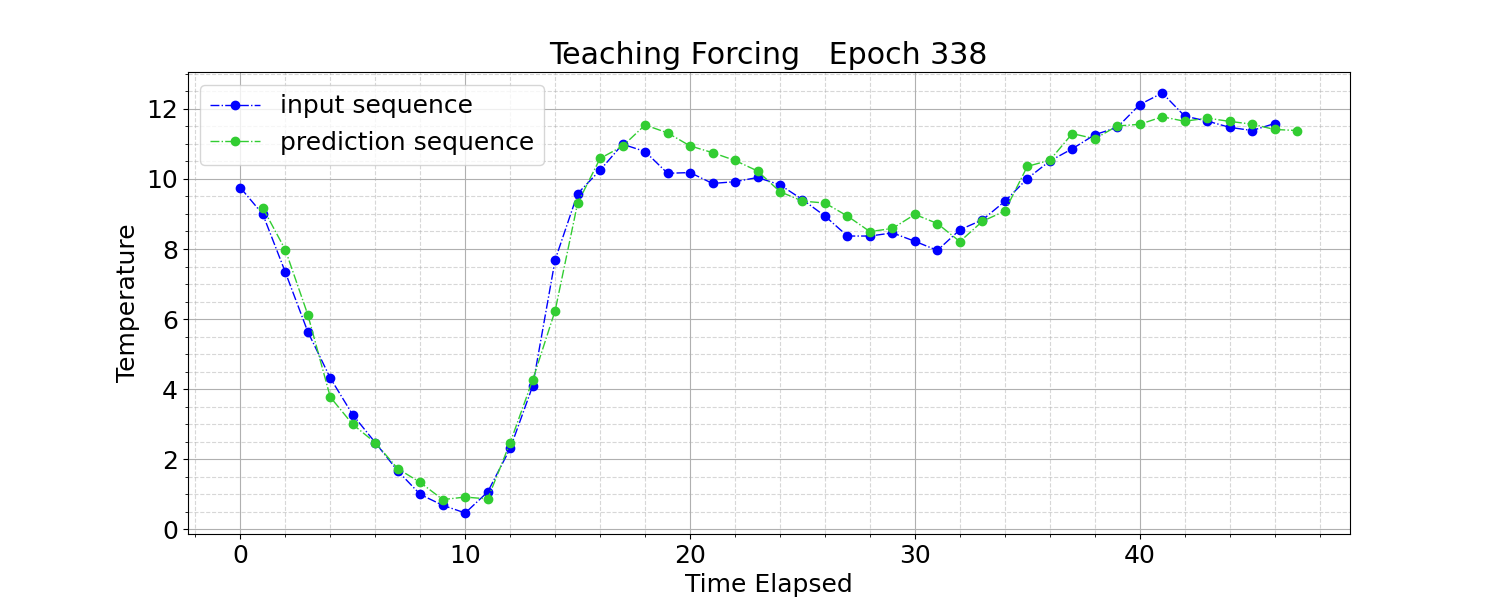 Teaching Forcing   Epoch 338
input sequence
prediction sequence
12
10
8
6
4
2
0
Temperature
0 10 20 30 40
Time Elapsed